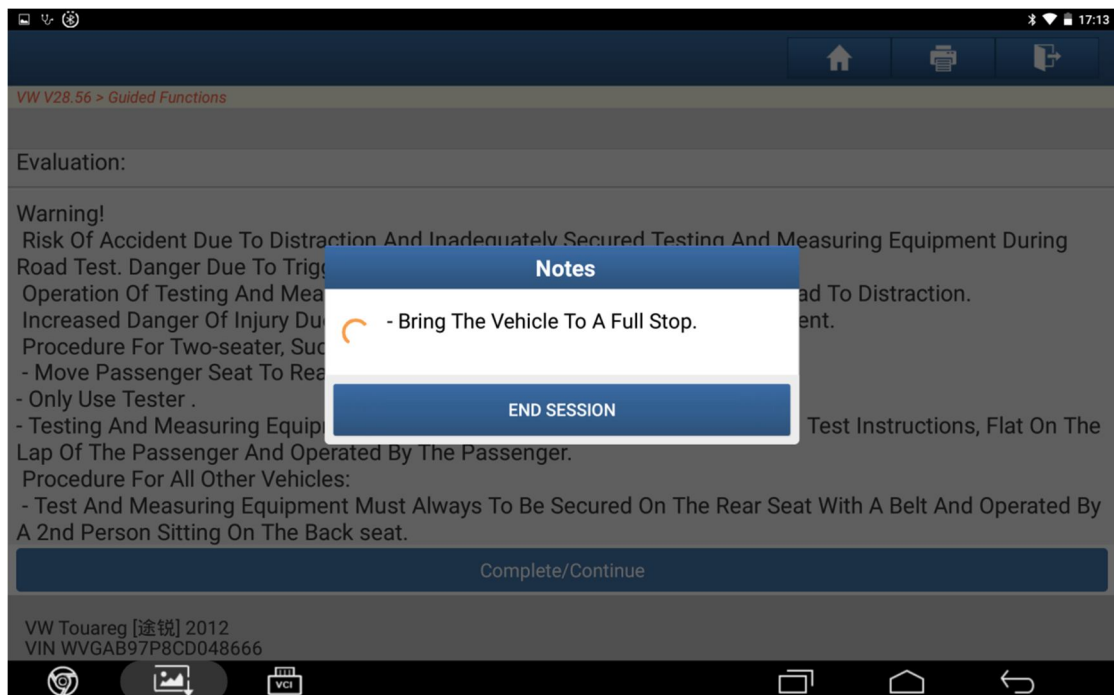 17:13
VW V28.56 > Guided Functions
Evaluation:
Warning!
Risk Of Accident Due To Distraction And Inadequately Secured Testing And Measuring Equipment During
Road Test. Danger Due To Trigg
Notes
Operation Of Testing And Mea
ad To Distraction.
Increased Danger Of Injury Du
- Bring The Vehicle To A Full Stop.
ent.
Procedure For Two-seater, Suc
- Move Passenger Seat To Rea
- Only Use Tester .
END SESSION
- Testing And Measuring Equip
Test Instructions, Flat On The
Lap Of The Passenger And Operated By The Passenger.
Procedure For All Other Vehicles:
- Test And Measuring Equipment Must Always To Be Secured On The Rear Seat With A Belt And Operated By
A 2nd Person Sitting On The Back seat.
Complete/Continue
VW Touareg [途锐] 2012
VIN WVGAB97P8CD048666
VCI